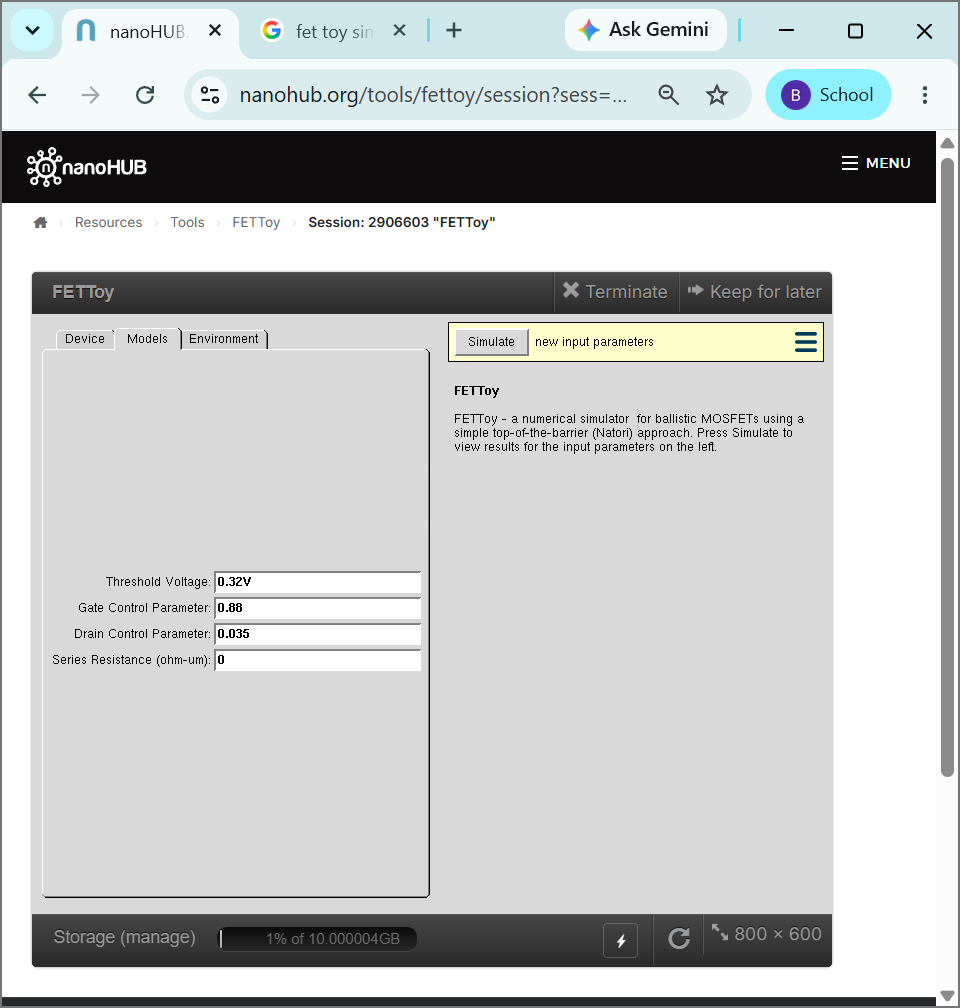 nanoHUB.
fet toy sin
Ask Gemini
nanohub.org/tools/fettoy/session?sess=...
B School
nanoHUB
MENU
Resources Tools FETToy Session: 2906603 "FETToy"
FETToy Terminate Keep for later
Device Models Environment
Simulate new input parameters
FETToy
FETToy - a numerical simulator for ballistic MOSFETs using a
simple top-of-the-barrier (Natori) approach. Press Simulate to
view results for the input parameters on the left.
Threshold Voltage: 0.32V
Gate Control Parameter: 0.88
Drain Control Parameter: 0.035
Series Resistance (ohm-um): 0
Storage (manage) 1% of 10.000004GB 800 × 600